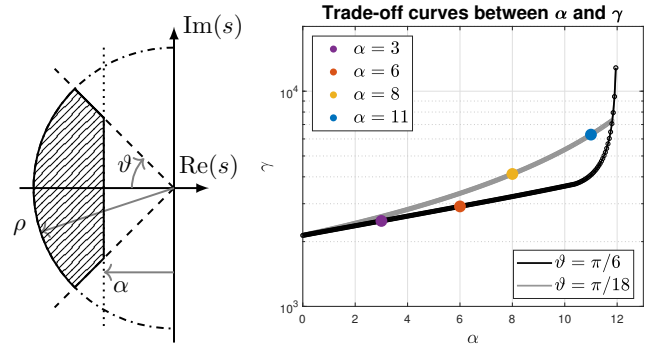 Im(s)
ϑ
Re(s)
ρ
α
Trade-off curves between α and γ
α = 3
α = 6
α = 8
α = 11
10⁴
γ
10³
ϑ = π/6
ϑ = π/18
0 2 4 6 8 10 12
α